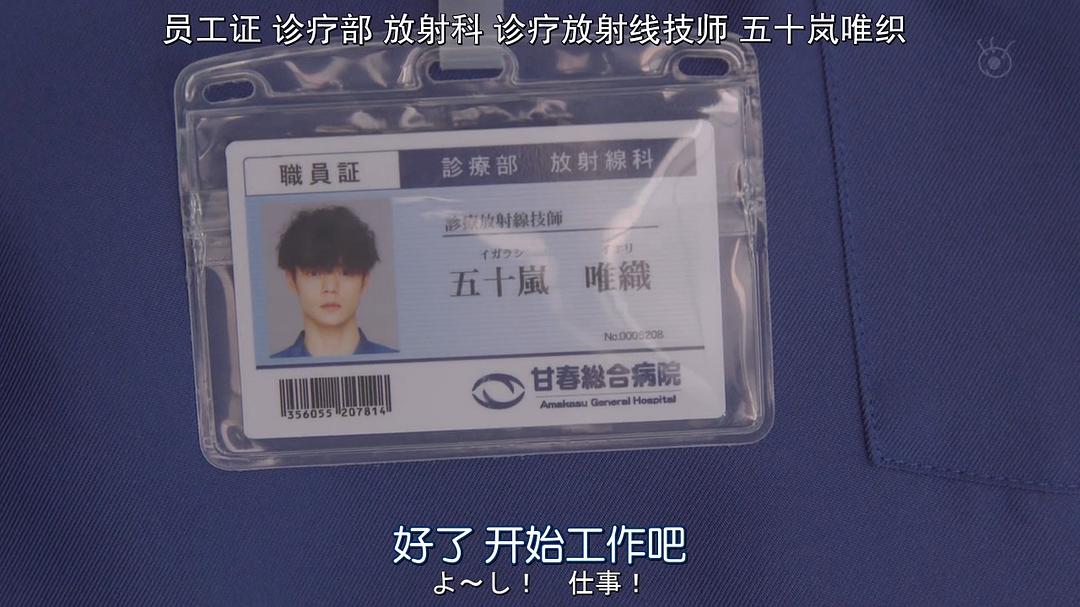 员工证 诊疗部 放射科 诊疗放射线技师 五十岚唯织
職員証
診療部 放射線科
診療放射線技師
イガラシ イオリ
五十嵐 唯織
No.0005208
甘春総合病院
Amakasu General Hospital
356055 207814
好了 开始工作吧
よ～し！ 仕事！